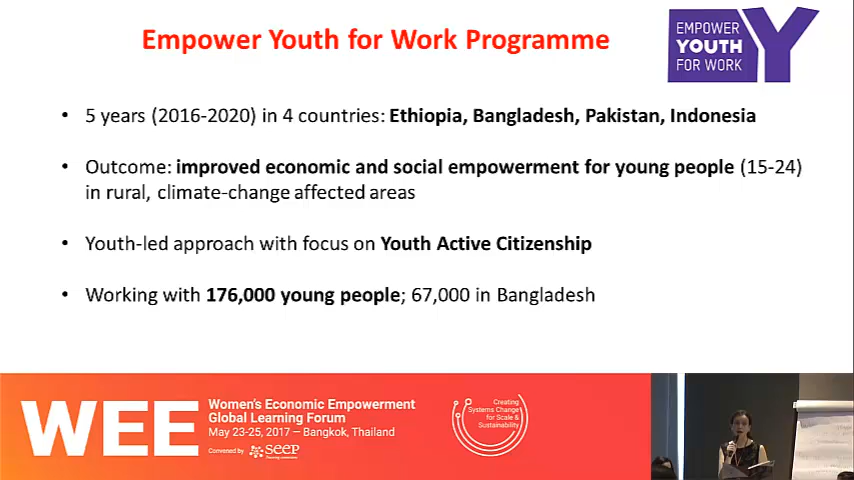 Empower Youth for Work Programme
EMPOWER
YOUTH
FOR WORK
• 5 years (2016-2020) in 4 countries: Ethiopia, Bangladesh, Pakistan, Indonesia
• Outcome: improved economic and social empowerment for young people (15-24)
in rural, climate-change affected areas
• Youth-led approach with focus on Youth Active Citizenship
• Working with 176,000 young people; 67,000 in Bangladesh
WEE
Women's Economic Empowerment
Global Learning Forum
May 23-25, 2017 – Bangkok, Thailand
Convened by SEEP
Creating
Systems Change
for Scale &
Sustainability